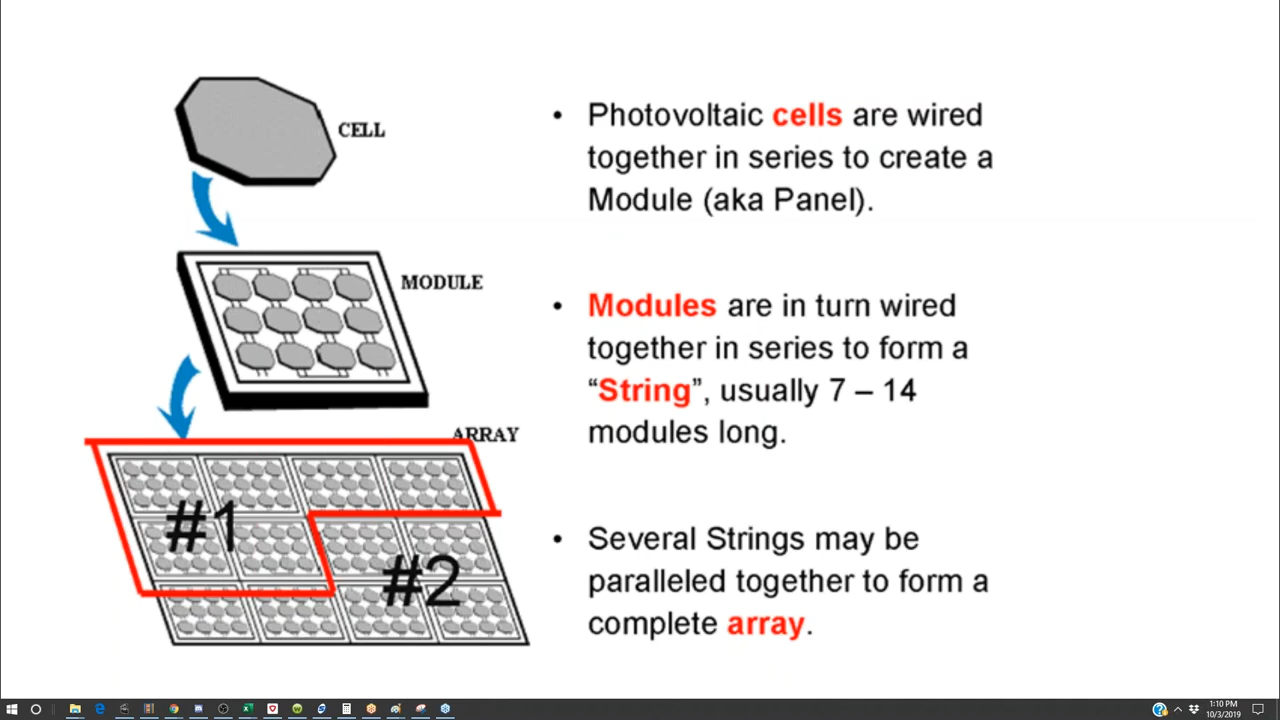 CELL
MODULE
ARRAY
#1
#2
• Photovoltaic cells are wired
together in series to create a
Module (aka Panel).
• Modules are in turn wired
together in series to form a
“String”, usually 7 – 14
modules long.
• Several Strings may be
paralleled together to form a
complete array.
1:10 PM
10/3/2019